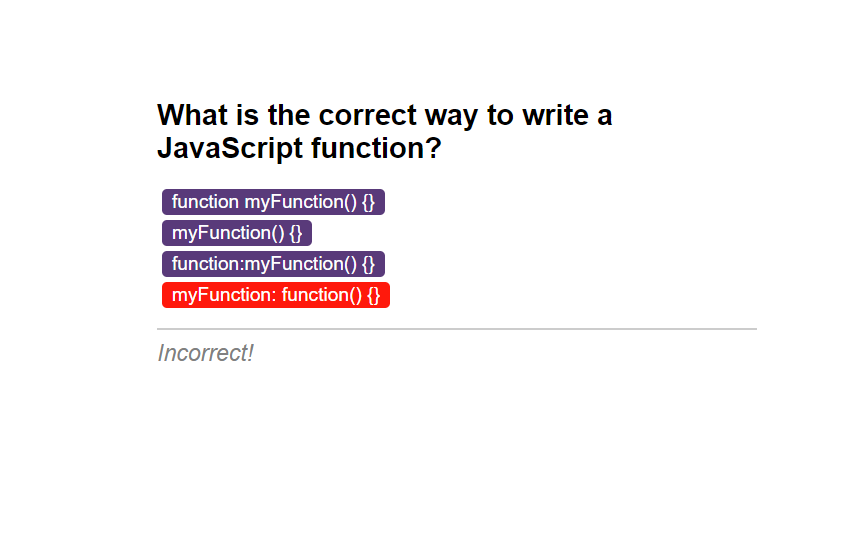 What is the correct way to write a
JavaScript function?
function myFunction() {}
myFunction() {}
function:myFunction() {}
myFunction: function() {}
Incorrect!